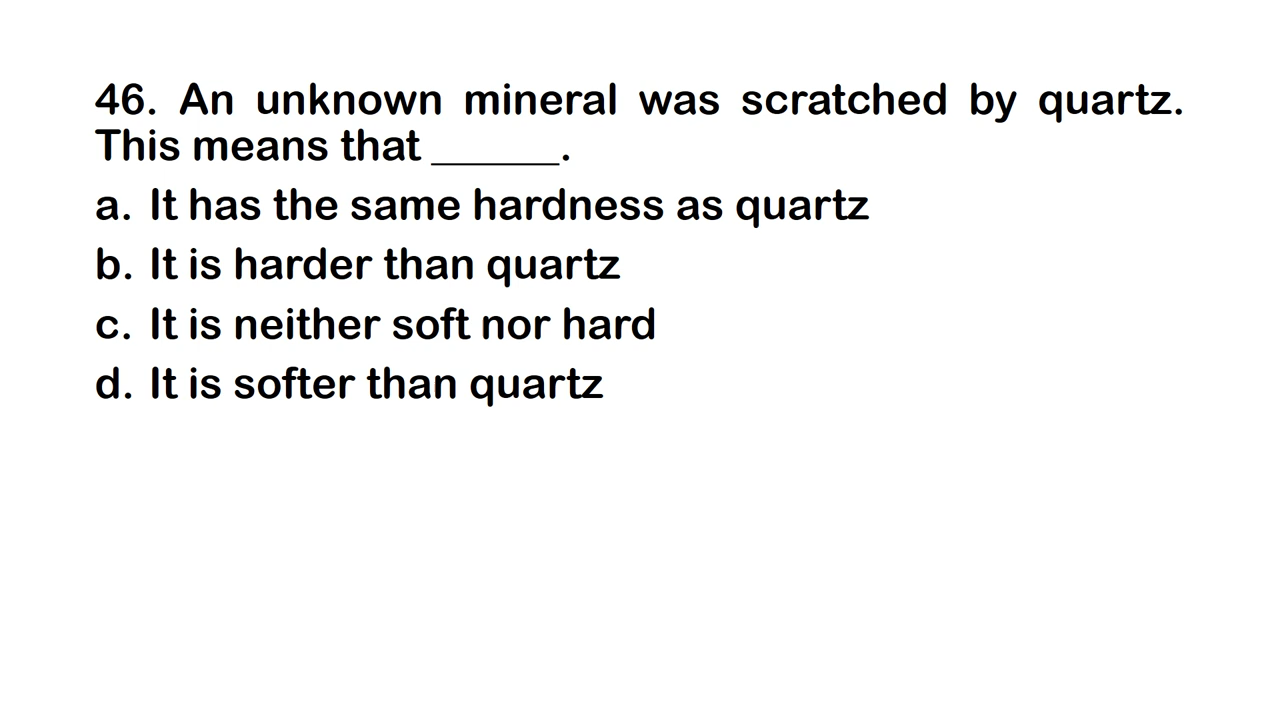 46. An unknown mineral was scratched by quartz.
This means that ______.
a. It has the same hardness as quartz
b. It is harder than quartz
c. It is neither soft nor hard
d. It is softer than quartz